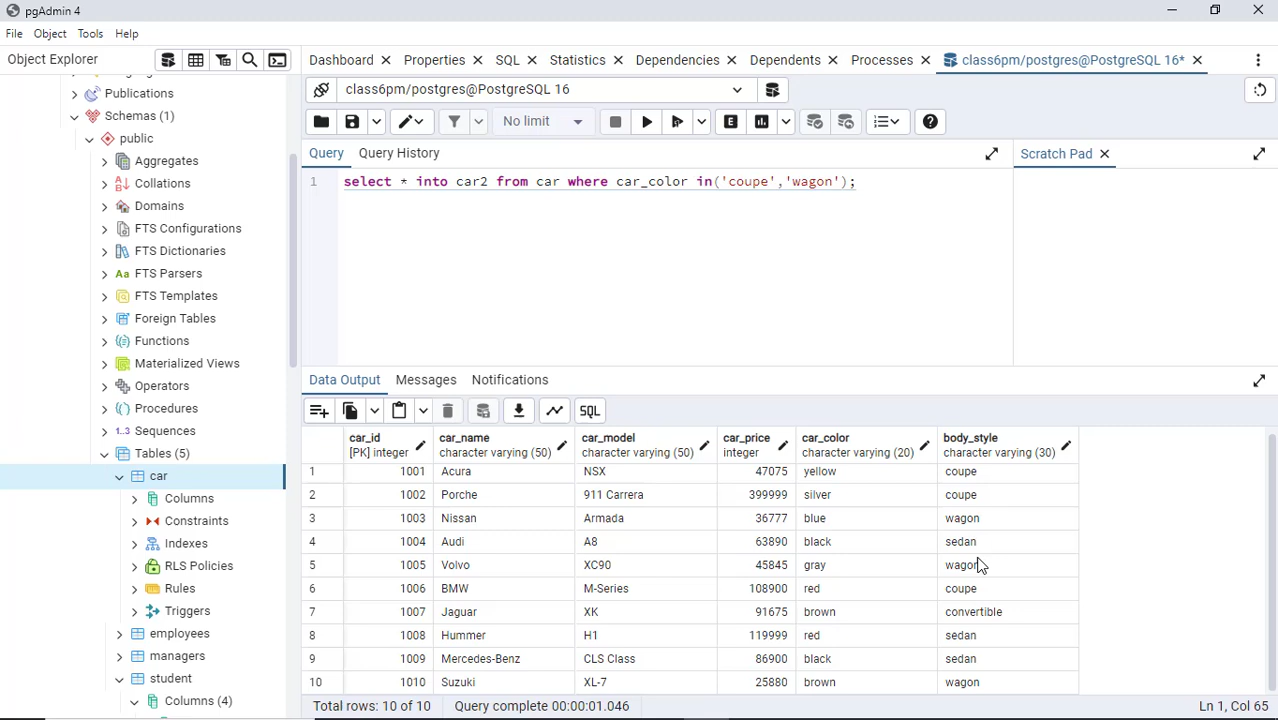 pgAdmin 4
File Object Tools Help
Object Explorer
Dashboard Properties SQL Statistics Dependencies Dependents Processes class6pm/postgres@PostgreSQL 16*
Publications
class6pm/postgres@PostgreSQL 16
Schemas (1)
No limit
public
Query Query History
Scratch Pad
Aggregates
Collations
1 select * into car2 from car where car_color in('coupe','wagon');
Domains
FTS Configurations
FTS Dictionaries
FTS Parsers
FTS Templates
Foreign Tables
Functions
Materialized Views
Operators
Procedures
Sequences
Tables (5)
car
Columns
Constraints
Indexes
RLS Policies
Rules
Triggers
employees
managers
student
Columns (4)
Data Output Messages Notifications
SQL
car_id car_name car_model car_price car_color body_style
[PK] integer character varying (50) character varying (50) integer character varying (20) character varying (30)
1 1001 Acura NSX 47075 yellow coupe
2 1002 Porche 911 Carrera 399999 silver coupe
3 1003 Nissan Armada 36777 blue wagon
4 1004 Audi A8 63890 black sedan
5 1005 Volvo XC90 45845 gray wagon
6 1006 BMW M-Series 108900 red coupe
7 1007 Jaguar XK 91675 brown convertible
8 1008 Hummer H1 119999 red sedan
9 1009 Mercedes-Benz CLS Class 86900 black sedan
10 1010 Suzuki XL-7 25880 brown wagon
Total rows: 10 of 10 Query complete 00:00:01.046 Ln 1, Col 65